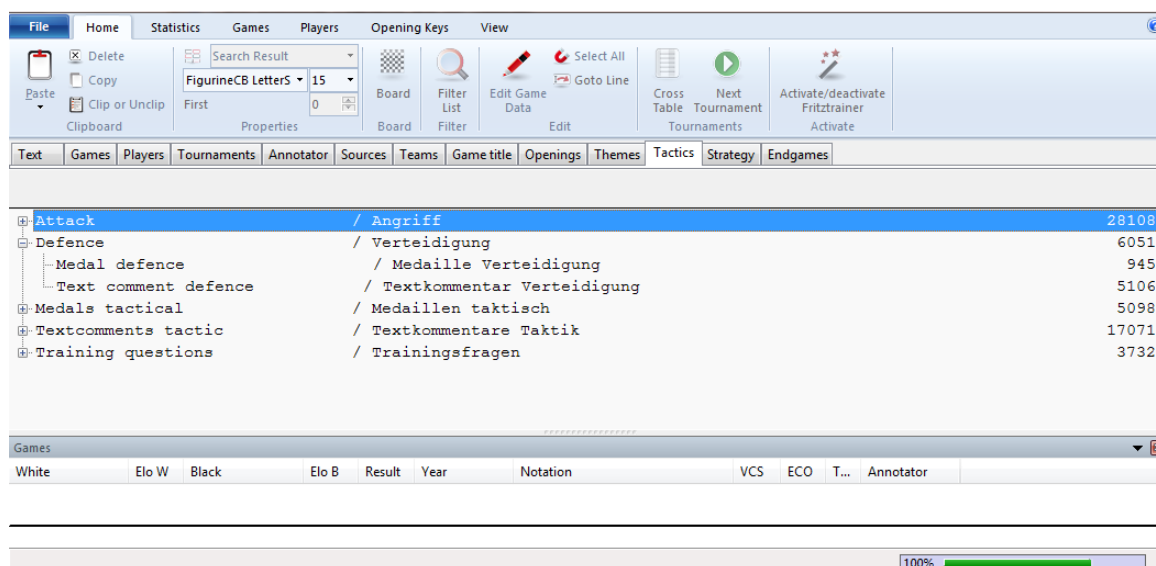 File Home Statistics Games Players Opening Keys View
Paste
Delete
Copy
Clip or Unclip
Clipboard
Search Result
FigurineCB LetterS 15
First 0
Properties
Board
Board
Filter List
Filter
Edit Game Data
Select All
Goto Line
Edit
Cross Table
Next Tournament
Tournaments
Activate/deactivate Fritztrainer
Activate
Text Games Players Tournaments Annotator Sources Teams Game title Openings Themes Tactics Strategy Endgames
Attack / Angriff 28108
Defence / Verteidigung 6051
Medal defence / Medaille Verteidigung 945
Text comment defence / Textkommentar Verteidigung 5106
Medals tactical / Medaillen taktisch 5098
Textcomments tactic / Textkommentare Taktik 17071
Training questions / Trainingsfragen 3732
Games
White Elo W Black Elo B Result Year Notation VCS ECO T... Annotator
100%